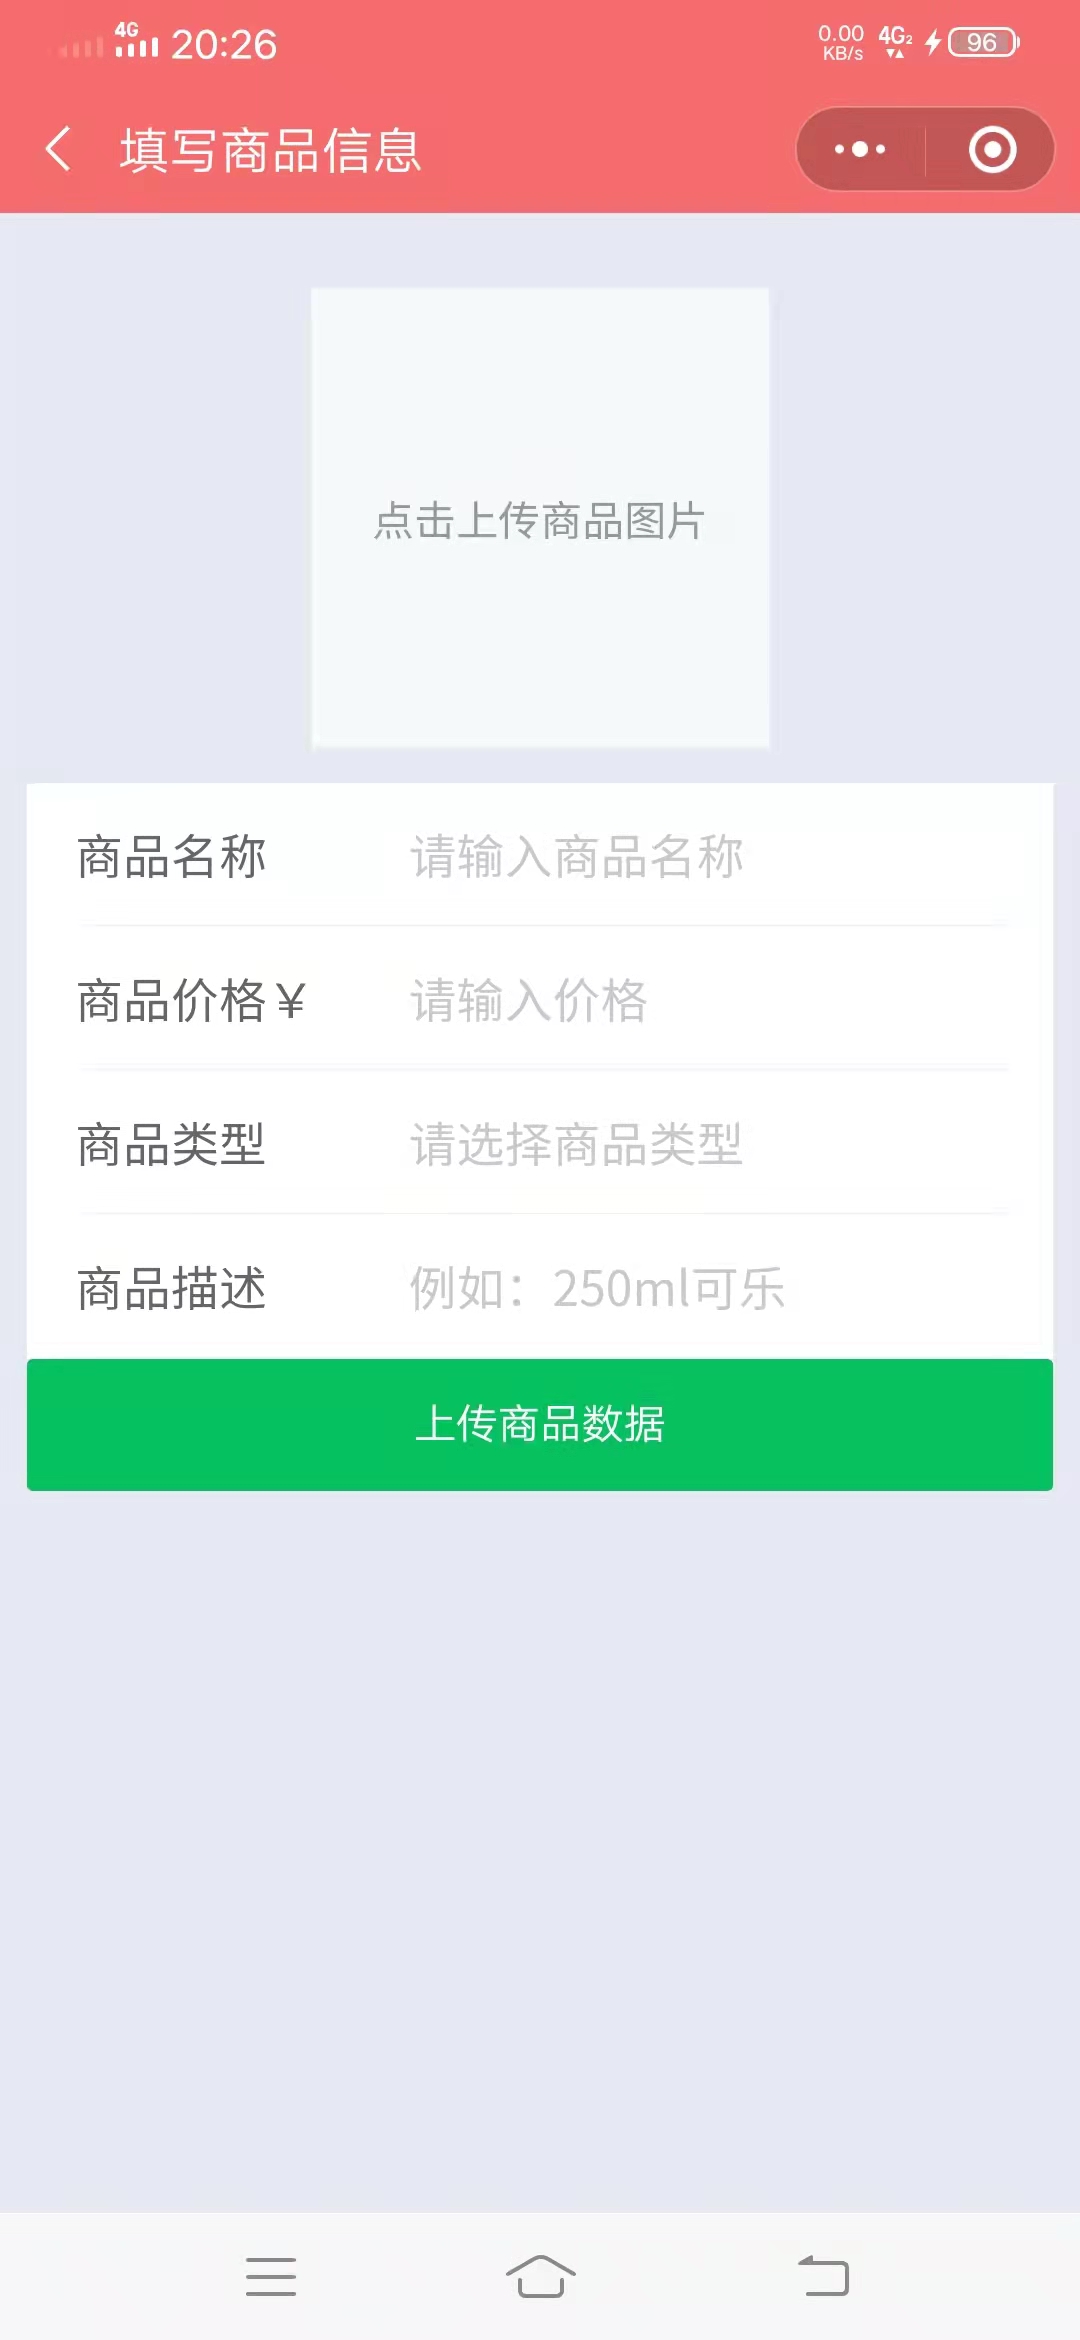 4G 20:26 0.00 KB/s 4G2 96
填写商品信息
点击上传商品图片
商品名称 请输入商品名称
商品价格￥ 请输入价格
商品类型 请选择商品类型
商品描述 例如：250ml可乐
上传商品数据